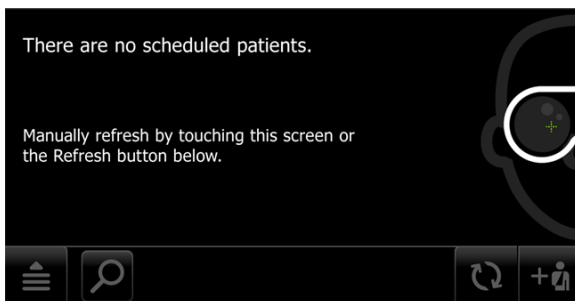 There are no scheduled patients.
Manually refresh by touching this screen or
the Refresh button below.